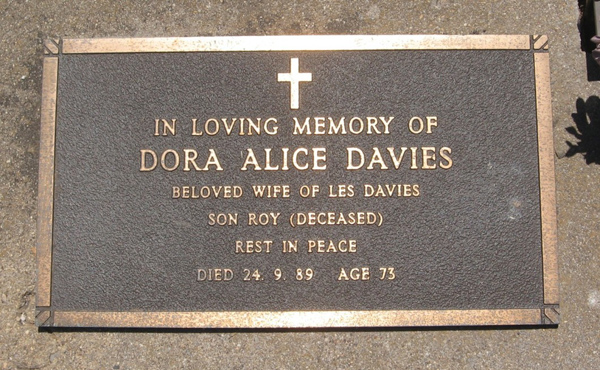 IN LOVING MEMORY OF
DORA ALICE DAVIES
BELOVED WIFE OF LES DAVIES
SON ROY (DECEASED)
REST IN PEACE
DIED 24. 9. 89 AGE 73